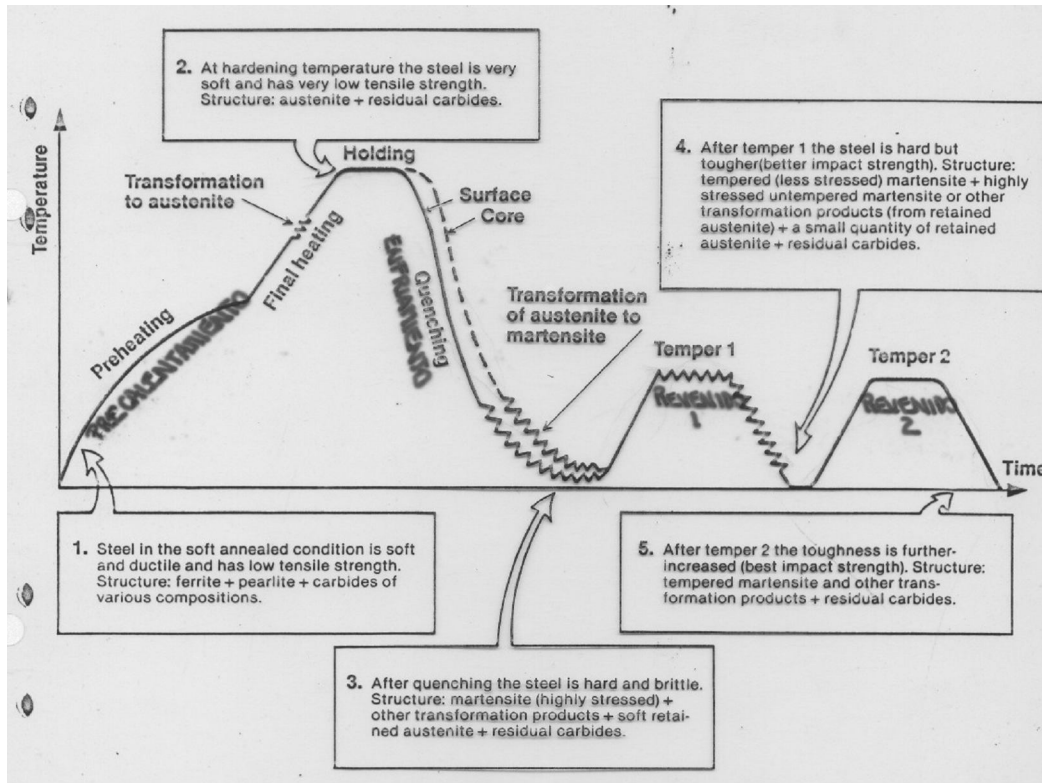 2. At hardening temperature the steel is very
soft and has very low tensile strength.
Structure: austenite + residual carbides.
Temperature
Transformation
to austenite
Holding
Surface
Core
Preheating
PRECALENTAMIENTO
Final heating
Quenching
ENFRIAMIENTO
Transformation
of austenite to
martensite
4. After temper 1 the steel is hard but
tougher(better impact strength). Structure:
tempered (less stressed) martensite + highly
stressed untempered martensite or other
transformation products (from retained
austenite) + a small quantity of retained
austenite + residual carbides.
Temper 1
REVENIDO
1
Temper 2
REVENIDO
2
Time
1. Steel in the soft annealed condition is soft
and ductile and has low tensile strength.
Structure: ferrite + pearlite + carbides of
various compositions.
3. After quenching the steel is hard and brittle.
Structure: martensite (highly stressed) +
other transformation products + soft retai-
ned austenite + residual carbides.
5. After temper 2 the toughness is further-
increased (best impact strength). Structure:
tempered martensite and other trans-
formation products + residual carbides.